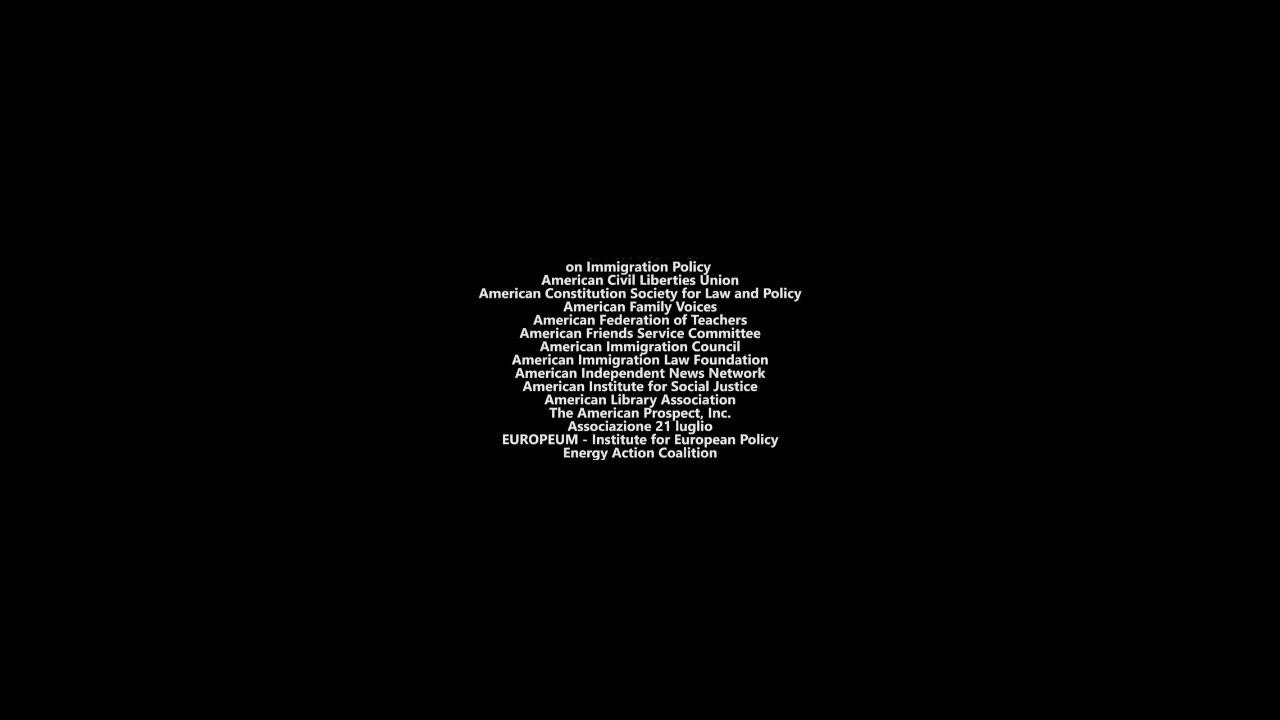 on Immigration Policy
American Civil Liberties Union
American Constitution Society for Law and Policy
American Family Voices
American Federation of Teachers
American Friends Service Committee
American Immigration Council
American Immigration Law Foundation
American Independent News Network
American Institute for Social Justice
American Library Association
The American Prospect, Inc.
Associazione 21 luglio
EUROPEUM - Institute for European Policy
Energy Action Coalition